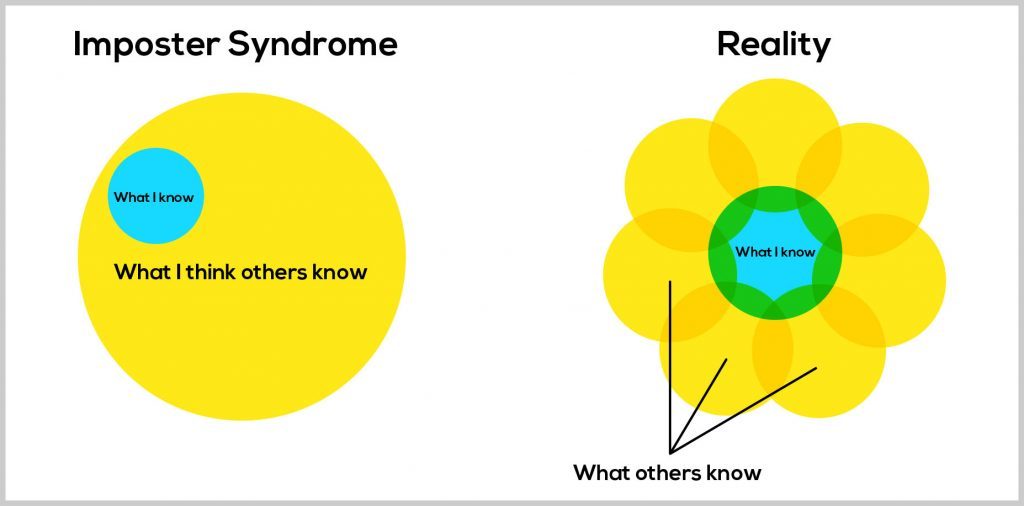 Imposter Syndrome
What I know
What I think others know
Reality
What I know
What others know